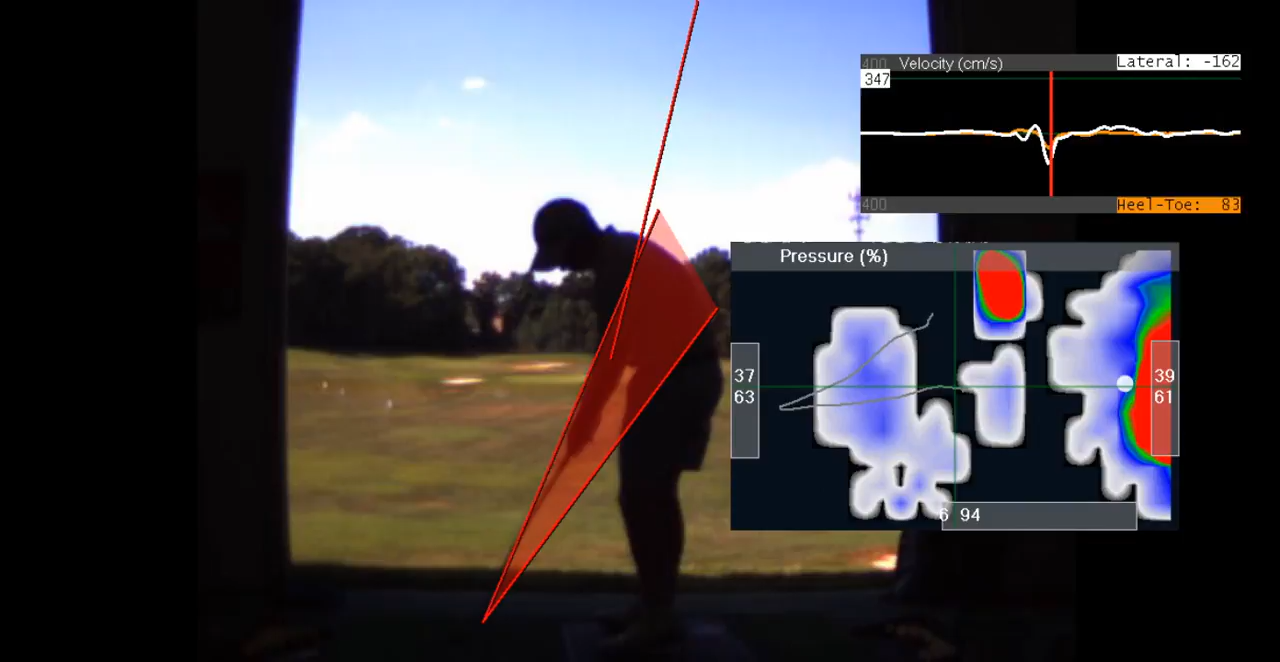 400 Velocity (cm/s) Lateral: -162
347
400 Heel-Toe: 83
Pressure (%)
37 39
63 61
6 94